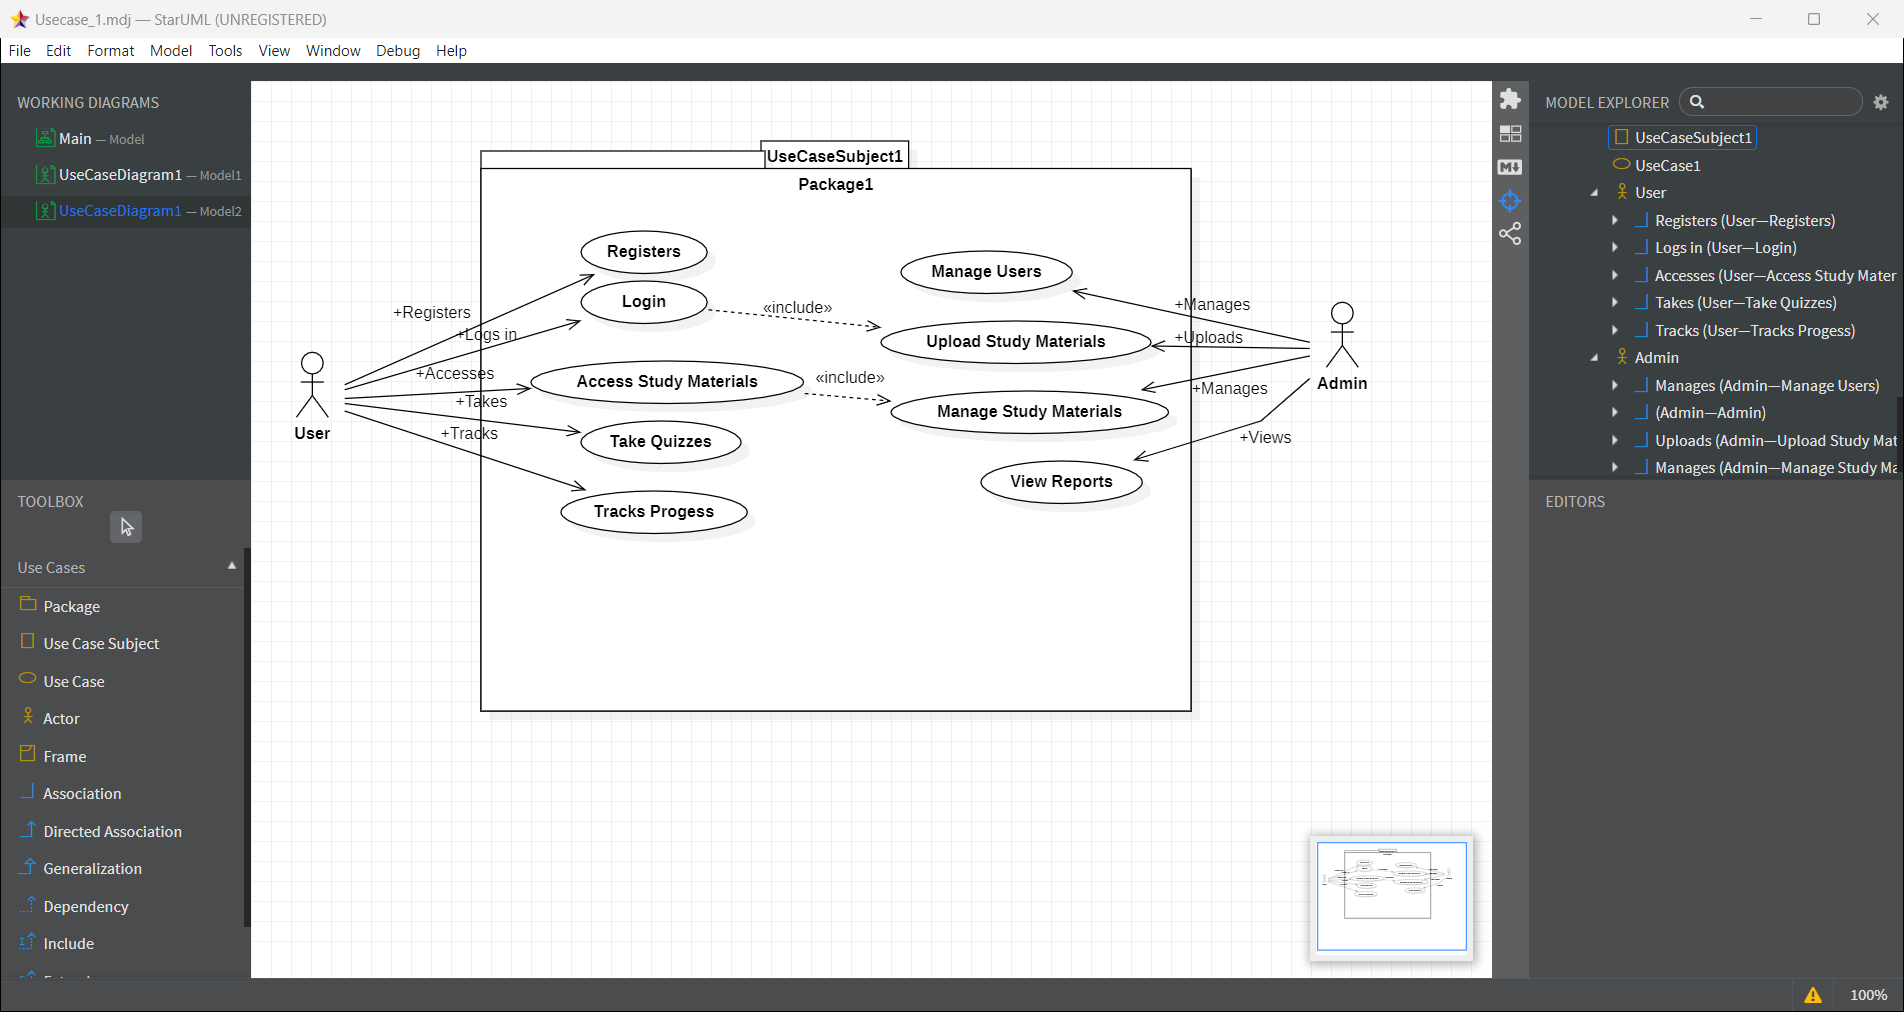 Usecase_1.mdj — StarUML (UNREGISTERED)
File Edit Format Model Tools View Window Debug Help
WORKING DIAGRAMS
Main — Model
UseCaseDiagram1 — Model1
UseCaseDiagram1 — Model2
TOOLBOX
Use Cases
Package
Use Case Subject
Use Case
Actor
Frame
Association
Directed Association
Generalization
Dependency
Include
UseCaseSubject1
Package1
Registers
Login
Access Study Materials
Take Quizzes
Tracks Progess
Manage Users
Upload Study Materials
Manage Study Materials
View Reports
«include»
«include»
+Registers
+Logs in
+Accesses
+Takes
+Tracks
User
+Manages
+Uploads
+Manages
+Views
Admin
MODEL EXPLORER
UseCaseSubject1
UseCase1
User
Registers (User—Registers)
Logs in (User—Login)
Accesses (User—Access Study Mater
Takes (User—Take Quizzes)
Tracks (User—Tracks Progess)
Admin
Manages (Admin—Manage Users)
(Admin—Admin)
Uploads (Admin—Upload Study Mat
Manages (Admin—Manage Study Ma
EDITORS
100%